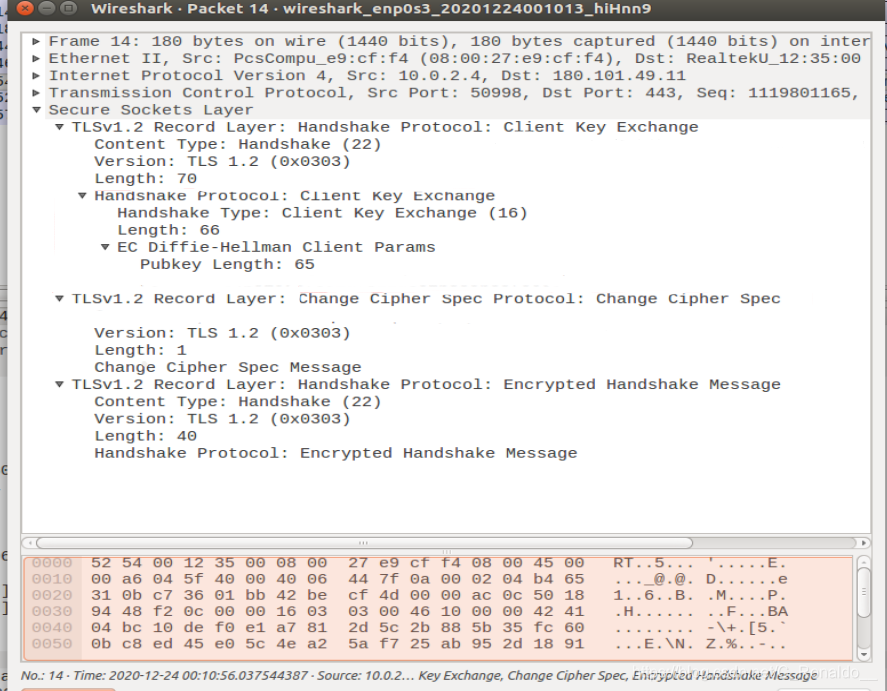 Wireshark · Packet 14 · wireshark_enp0s3_20201224001013_hiHnn9
Frame 14: 180 bytes on wire (1440 bits), 180 bytes captured (1440 bits) on inter
Ethernet II, Src: PcsCompu_e9:cf:f4 (08:00:27:e9:cf:f4), Dst: RealtekU_12:35:00
Internet Protocol Version 4, Src: 10.0.2.4, Dst: 180.101.49.11
Transmission Control Protocol, Src Port: 50998, Dst Port: 443, Seq: 1119801165,
Secure Sockets Layer
TLSv1.2 Record Layer: Handshake Protocol: Client Key Exchange
Content Type: Handshake (22)
Version: TLS 1.2 (0x0303)
Length: 70
Handshake Protocol: Client Key Exchange
Handshake Type: Client Key Exchange (16)
Length: 66
EC Diffie-Hellman Client Params
Pubkey Length: 65
TLSv1.2 Record Layer: Change Cipher Spec Protocol: Change Cipher Spec
Version: TLS 1.2 (0x0303)
Length: 1
Change Cipher Spec Message
TLSv1.2 Record Layer: Handshake Protocol: Encrypted Handshake Message
Content Type: Handshake (22)
Version: TLS 1.2 (0x0303)
Length: 40
Handshake Protocol: Encrypted Handshake Message
0000 52 54 00 12 35 00 08 00 27 e9 cf f4 08 00 45 00 RT..5... '.....E.
0010 00 a6 04 5f 40 00 40 06 44 7f 0a 00 02 04 b4 65 ..._@.@. D......e
0020 31 0b c7 36 01 bb 42 be cf 4d 00 00 ac 0c 50 18 1..6..B. .M....P.
0030 94 48 f2 0c 00 00 16 03 03 00 46 10 00 00 42 41 .H...... ..F...BA
0040 04 bc 10 de f0 e1 a7 81 2d 5c 2b 88 5b 35 fc 60 ........ -\+.[5.`
0050 0b c8 ed 45 e0 5c 4e a2 5a f7 25 ab 95 2d 18 91 ...E.\N. Z.%..-..
No.: 14 · Time: 2020-12-24 00:10:56.037544387 · Source: 10.0.2... Key Exchange, Change Cipher Spec, Encrypted Handshake Message